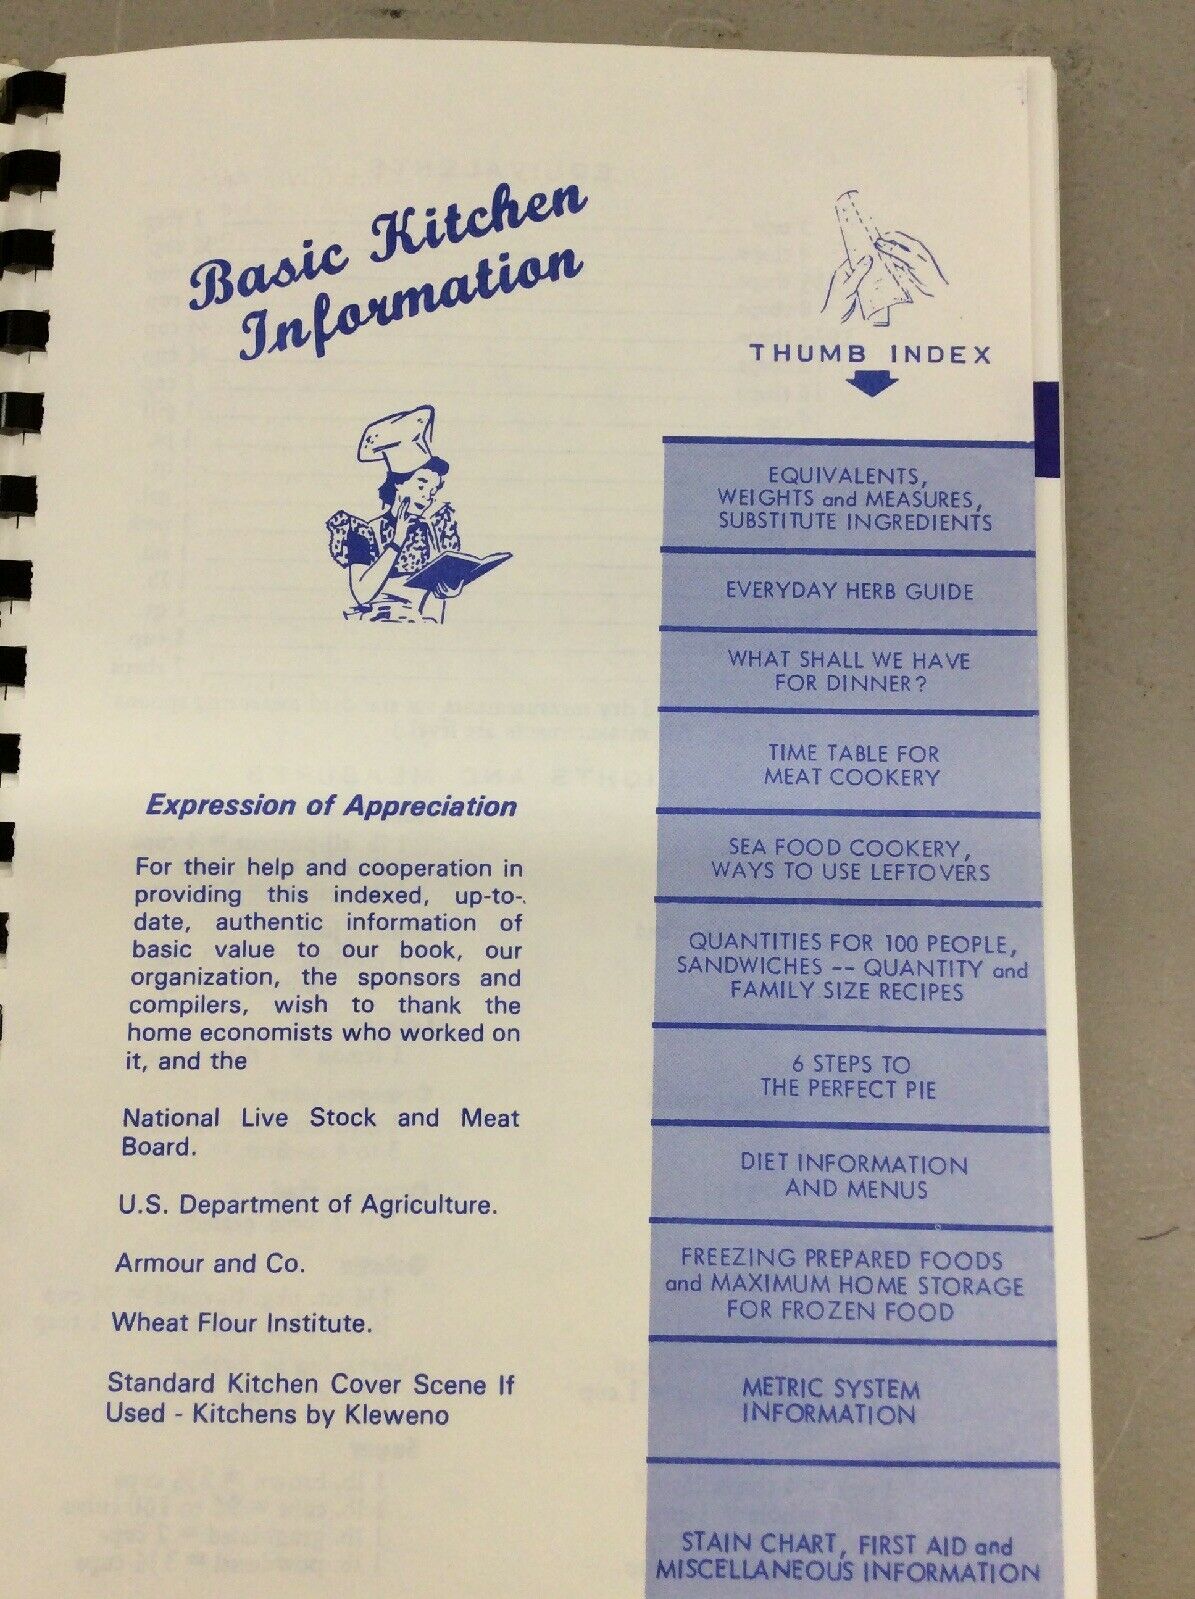 Basic Kitchen
Information
THUMB INDEX
EQUIVALENTS,
WEIGHTS and MEASURES,
SUBSTITUTE INGREDIENTS
EVERYDAY HERB GUIDE
WHAT SHALL WE HAVE
FOR DINNER?
TIME TABLE FOR
MEAT COOKERY
SEA FOOD COOKERY,
WAYS TO USE LEFTOVERS
QUANTITIES FOR 100 PEOPLE,
SANDWICHES -- QUANTITY and
FAMILY SIZE RECIPES
6 STEPS TO
THE PERFECT PIE
DIET INFORMATION
AND MENUS
FREEZING PREPARED FOODS
and MAXIMUM HOME STORAGE
FOR FROZEN FOOD
METRIC SYSTEM
INFORMATION
STAIN CHART, FIRST AID and
MISCELLANEOUS INFORMATION
Expression of Appreciation
For their help and cooperation in
providing this indexed, up-to-
date, authentic information of
basic value to our book, our
organization, the sponsors and
compilers, wish to thank the
home economists who worked on
it, and the
National Live Stock and Meat
Board.
U.S. Department of Agriculture.
Armour and Co.
Wheat Flour Institute.
Standard Kitchen Cover Scene If
Used - Kitchens by Kleweno